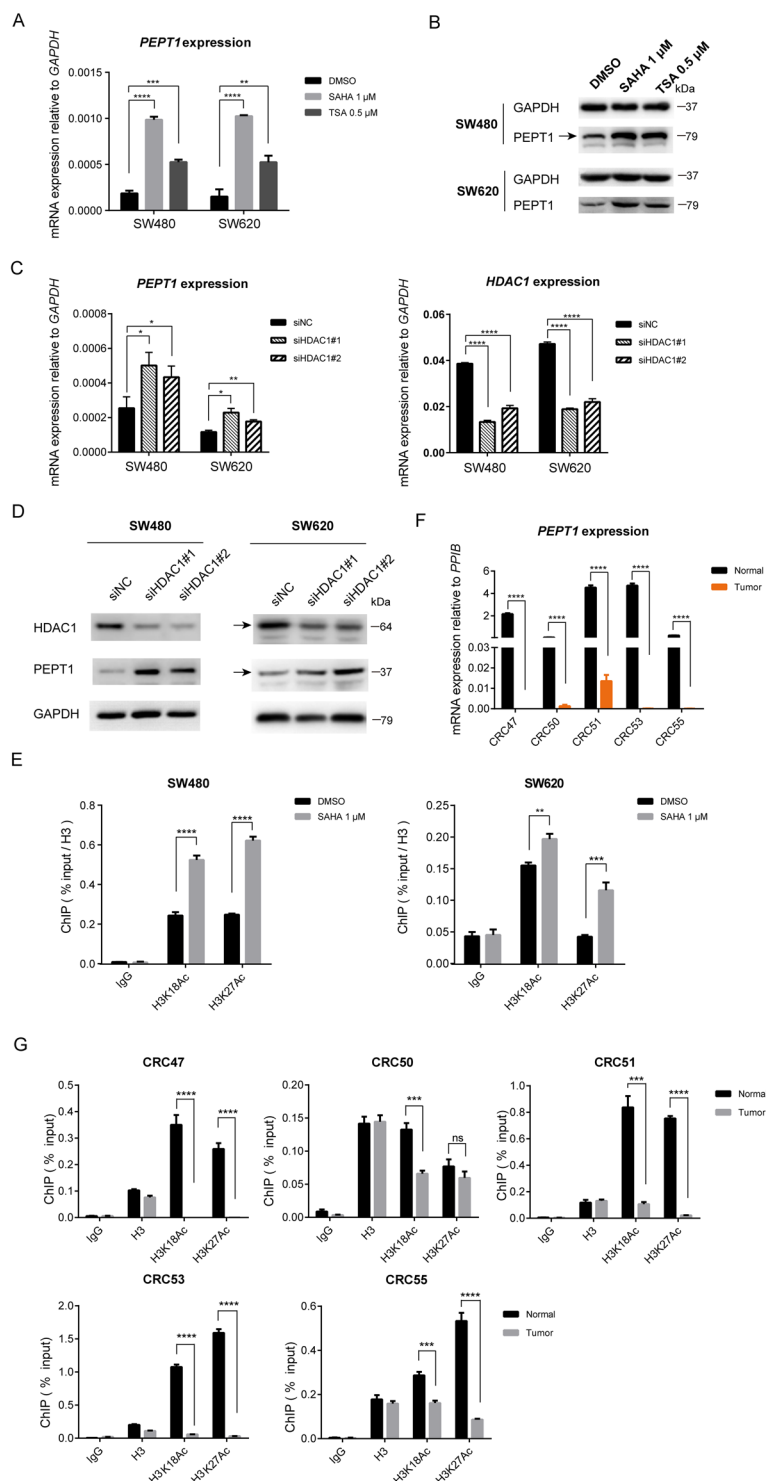 A
PEPT1 expression
mRNA expression relative to GAPDH
0.0015
0.0010
0.0005
0.0000
****
***
****
**
SW480
SW620
DMSO
SAHA 1 µM
TSA 0.5 µM
B
DMSO
SAHA 1 µM
TSA 0.5 µM
kDa
SW480
GAPDH
37
PEPT1
79
SW620
GAPDH
37
PEPT1
79
C
PEPT1 expression
mRNA expression relative to GAPDH
0.0008
0.0006
0.0004
0.0002
0.0000
*
*
*
**
SW480
SW620
siNC
siHDAC1#1
siHDAC1#2
HDAC1 expression
mRNA expression relative to GAPDH
0.06
0.04
0.02
0.00
****
****
****
****
SW480
SW620
siNC
siHDAC1#1
siHDAC1#2
D
SW480
SW620
siNC
siHDAC1#1
siHDAC1#2
siNC
siHDAC1#1
siHDAC1#2
kDa
HDAC1
64
PEPT1
37
GAPDH
79
F
PEPT1 expression
mRNA expression relative to PPIB
6
4
2
0.03
0.02
0.01
0.00
****
****
****
****
****
CRC47
CRC50
CRC51
CRC53
CRC55
Normal
Tumor
E
SW480
ChIP ( % input / H3)
0.8
0.6
0.4
0.2
0.0
****
****
IgG
H3K18Ac
H3K27Ac
DMSO
SAHA 1 µM
SW620
ChIP ( % input / H3)
0.25
0.20
0.15
0.10
0.05
0.00
**
***
IgG
H3K18Ac
H3K27Ac
DMSO
SAHA 1 µM
G
CRC47
ChIP ( % input)
0.5
0.4
0.3
0.2
0.1
0.0
****
****
IgG
H3
H3K18Ac
H3K27Ac
CRC50
ChIP ( % input)
0.20
0.15
0.10
0.05
0.00
***
ns
IgG
H3
H3K18Ac
H3K27Ac
CRC51
ChIP ( % input)
1.0
0.8
0.6
0.4
0.2
0.0
***
****
IgG
H3
H3K18Ac
H3K27Ac
Norma
Tumor
CRC53
ChIP ( % input)
2.0
1.5
1.0
0.5
0.0
****
****
IgG
H3
H3K18Ac
H3K27Ac
CRC55
ChIP ( % input)
0.6
0.4
0.2
0.0
***
****
IgG
H3
H3K18Ac
H3K27Ac
Normal
Tumor